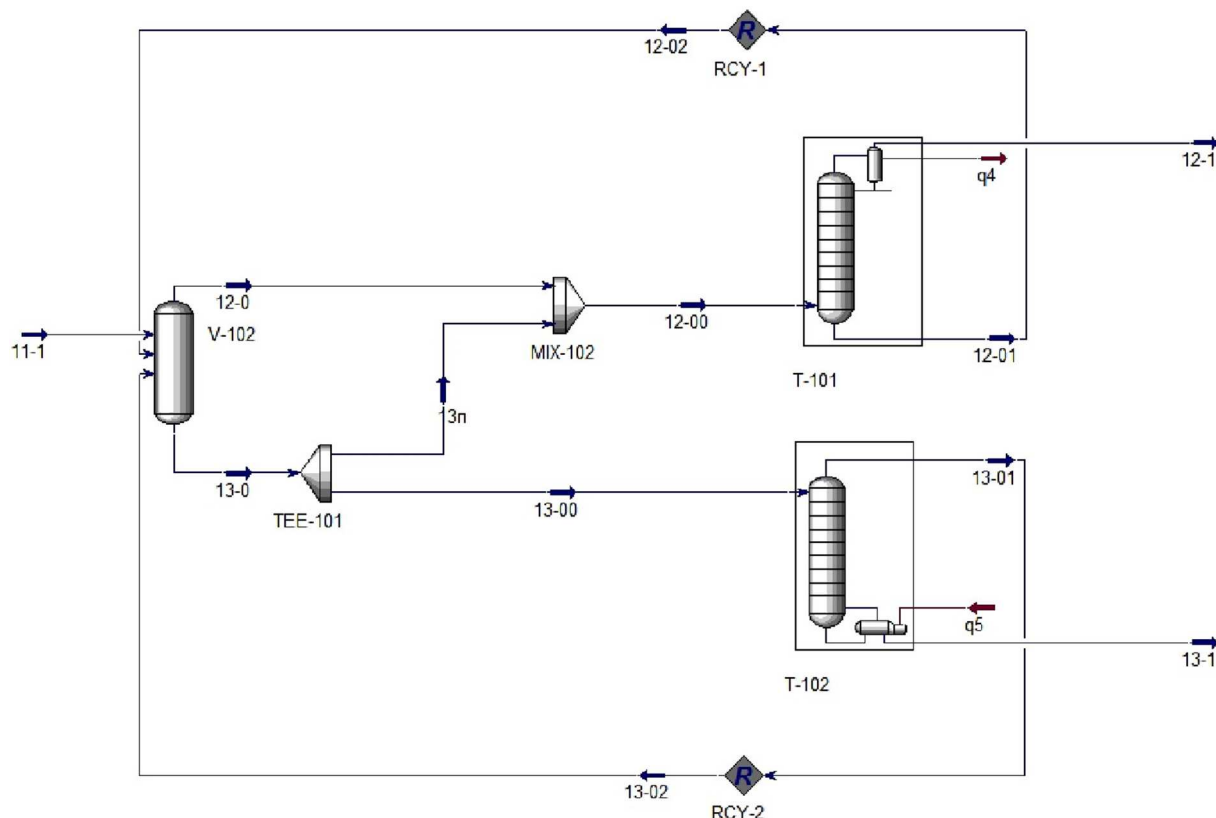 12-02
R
RCY-1
12-1
q4
12-0
V-102
11-1
12-00
MIX-102
12-01
T-101
13п
13-0
TEE-101
13-00
13-01
q5
13-1
T-102
13-02
R
RCY-2